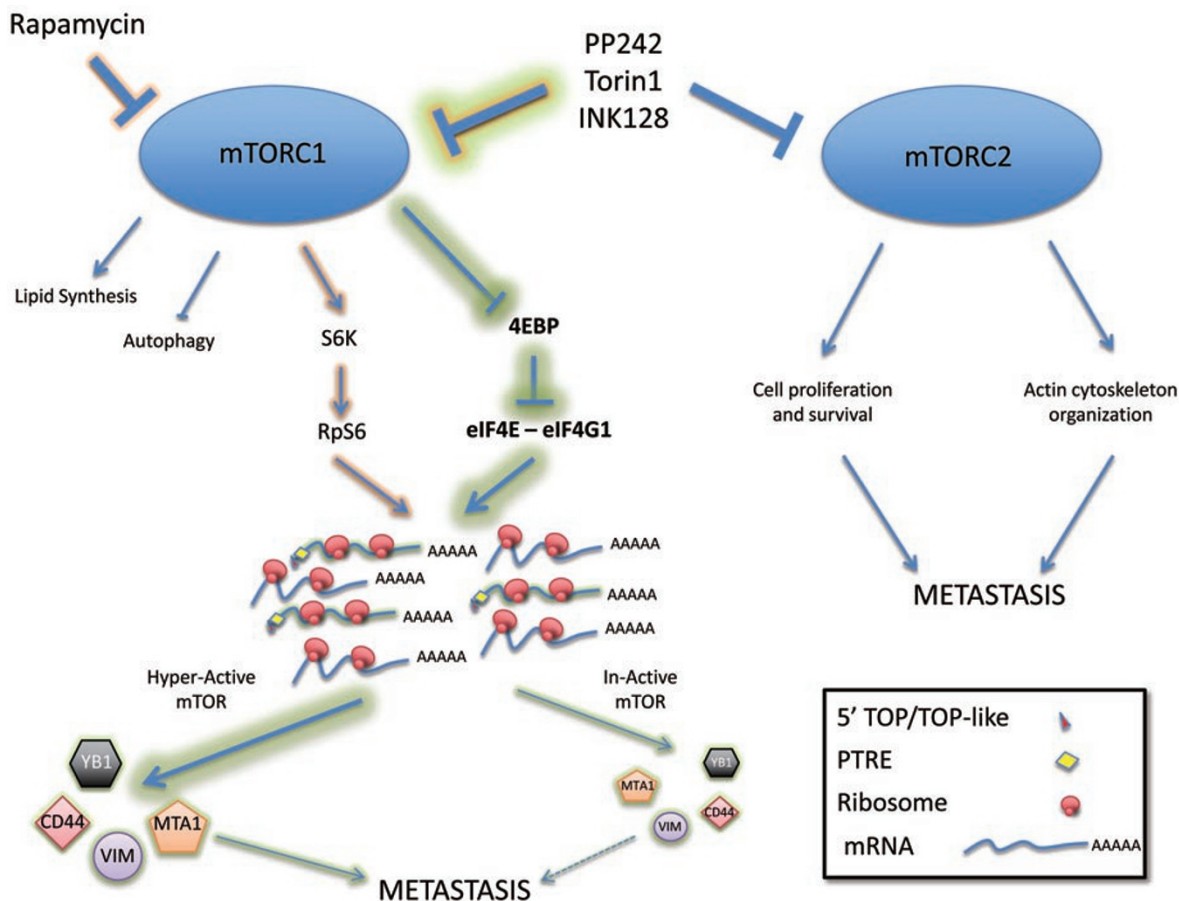 Rapamycin
PP242
Torin1
INK128
mTORC1
mTORC2
Lipid Synthesis
Autophagy
S6K
4EBP
RpS6
eIF4E – eIF4G1
Cell proliferation
and survival
Actin cytoskeleton
organization
METASTASIS
AAAAA
AAAAA
AAAAA
AAAAA
AAAAA
AAAAA
AAAAA
AAAAA
Hyper-Active
mTOR
In-Active
mTOR
YB1
CD44
MTA1
VIM
YB1
MTA1
CD44
VIM
METASTASIS
5' TOP/TOP-like
PTRE
Ribosome
mRNA
AAAAA